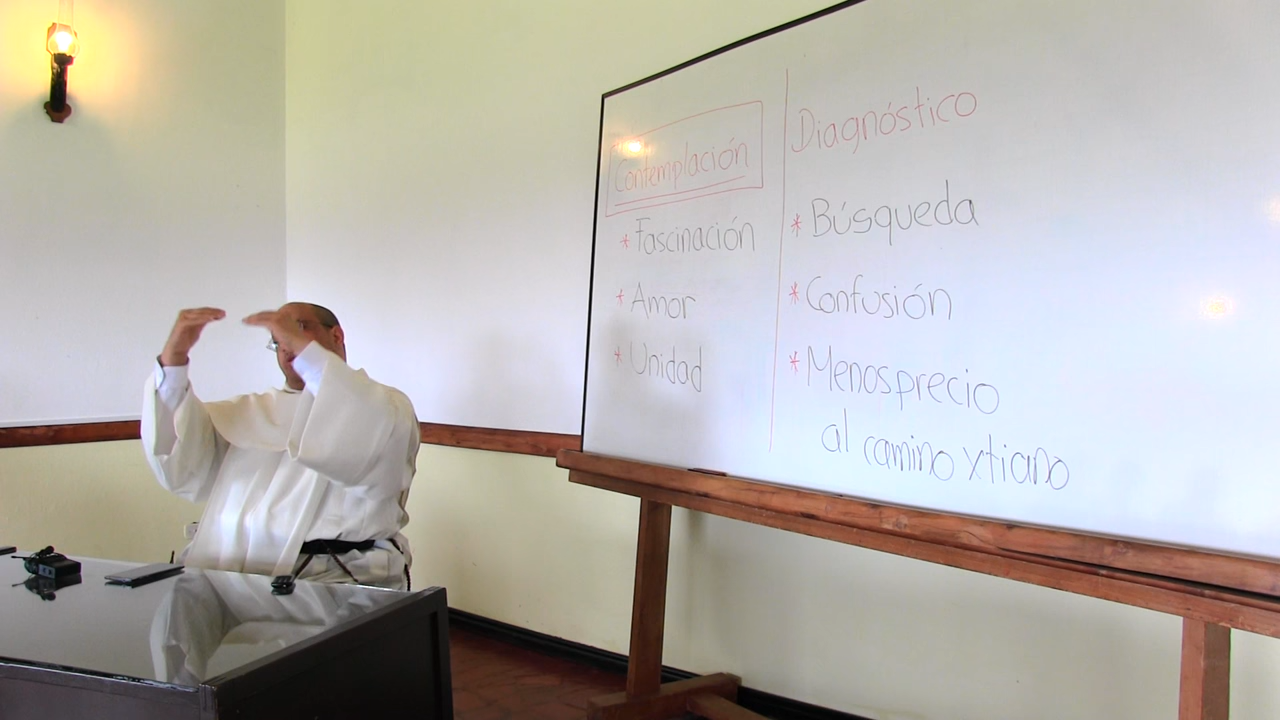 Contemplación
* Fascinación
* Amor
* Unidad
Diagnóstico
* Búsqueda
* Confusión
* Menosprecio
al camino xtiano